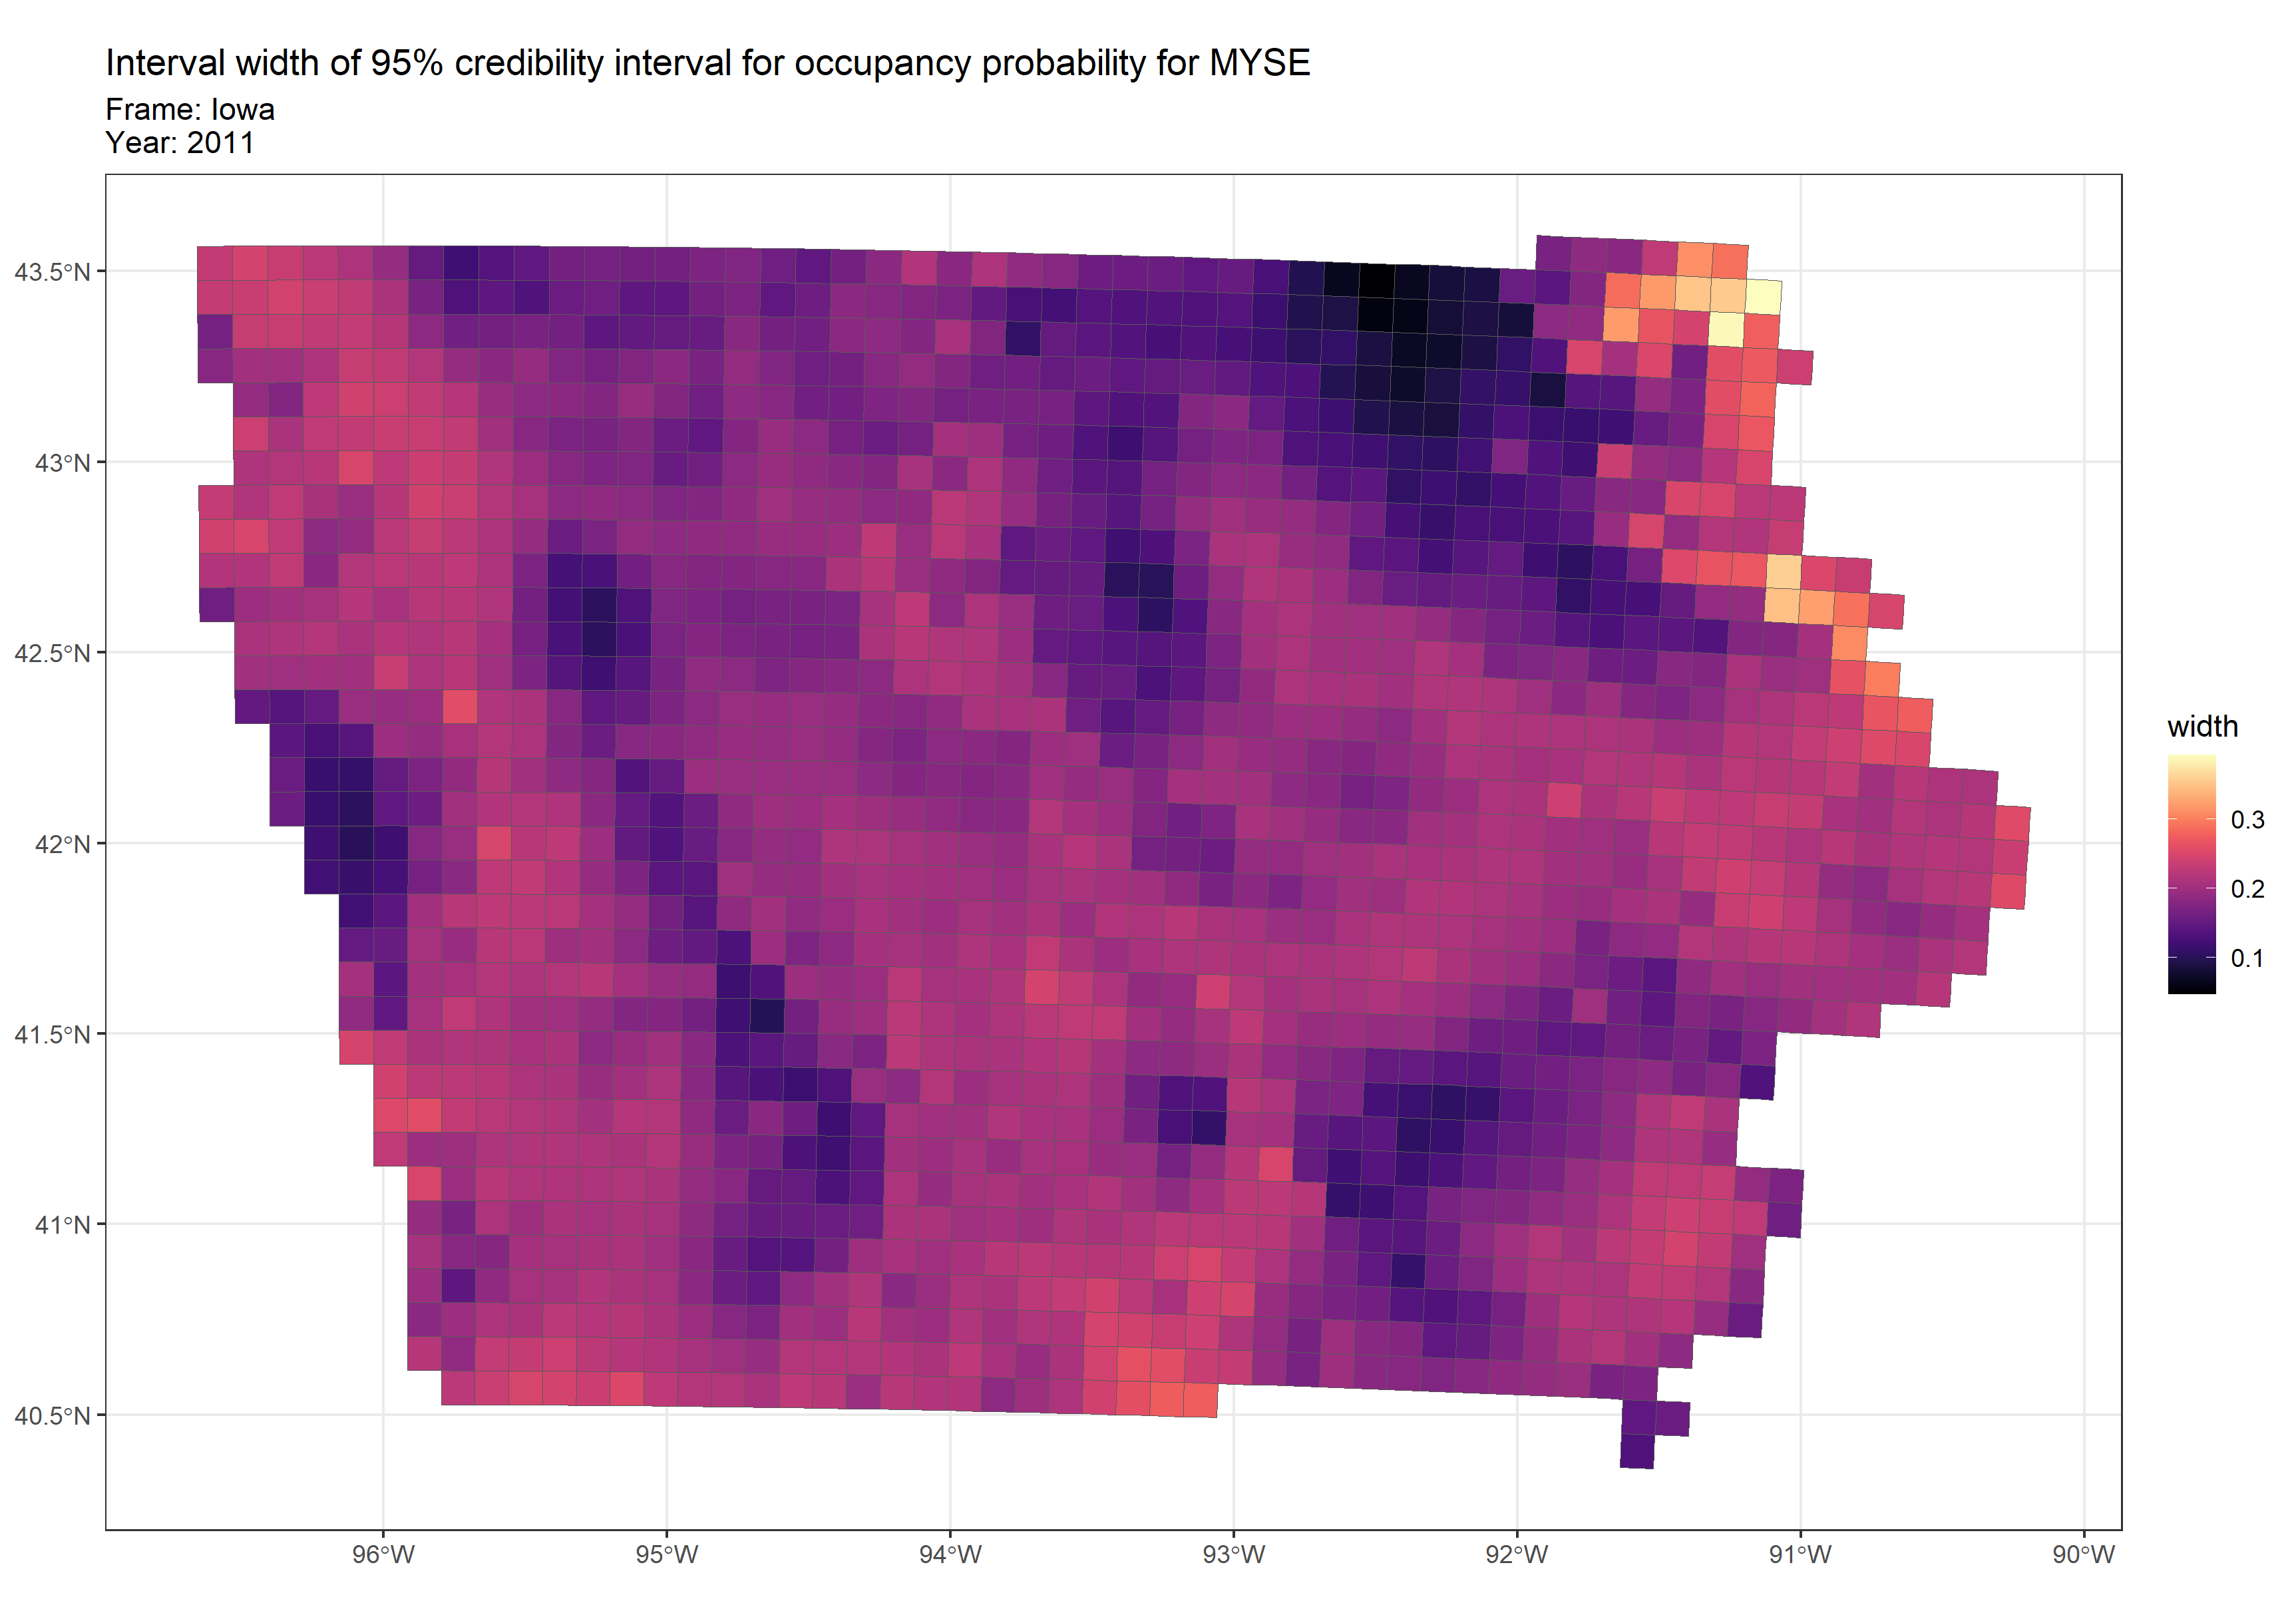 Interval width of 95% credibility interval for occupancy probability for MYSE
Frame: Iowa
Year: 2011
43.5°N
43°N
42.5°N
42°N
41.5°N
41°N
40.5°N
96°W
95°W
94°W
93°W
92°W
91°W
90°W
width
0.3
0.2
0.1